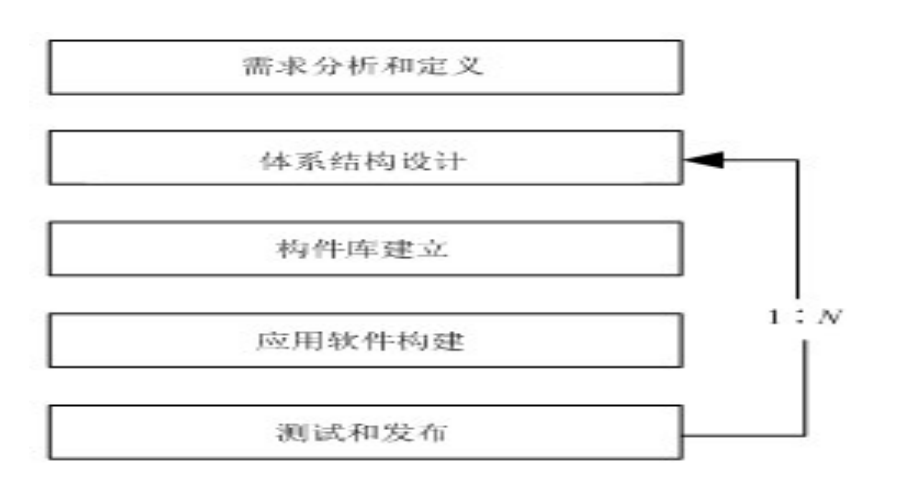 需求分析和定义
体系结构设计
构件库建立
应用软件构建
1：N
测试和发布